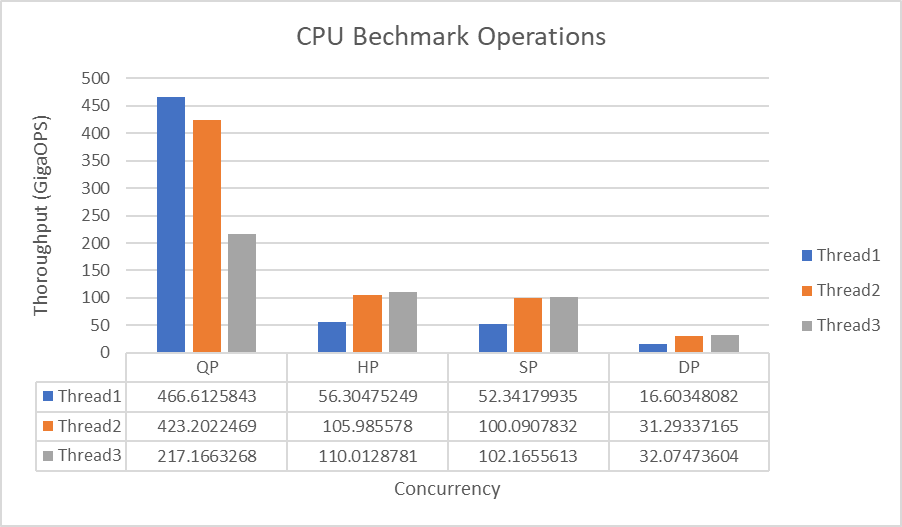 CPU Bechmark Operations
Thoroughput (GigaOPS)
500
450
400
350
300
250
200
150
100
50
0
QP HP SP DP
Thread1 466.6125843 56.30475249 52.34179935 16.60348082
Thread2 423.2022469 105.985578 100.0907832 31.29337165
Thread3 217.1663268 110.0128781 102.1655613 32.07473604
Concurrency
Thread1
Thread2
Thread3